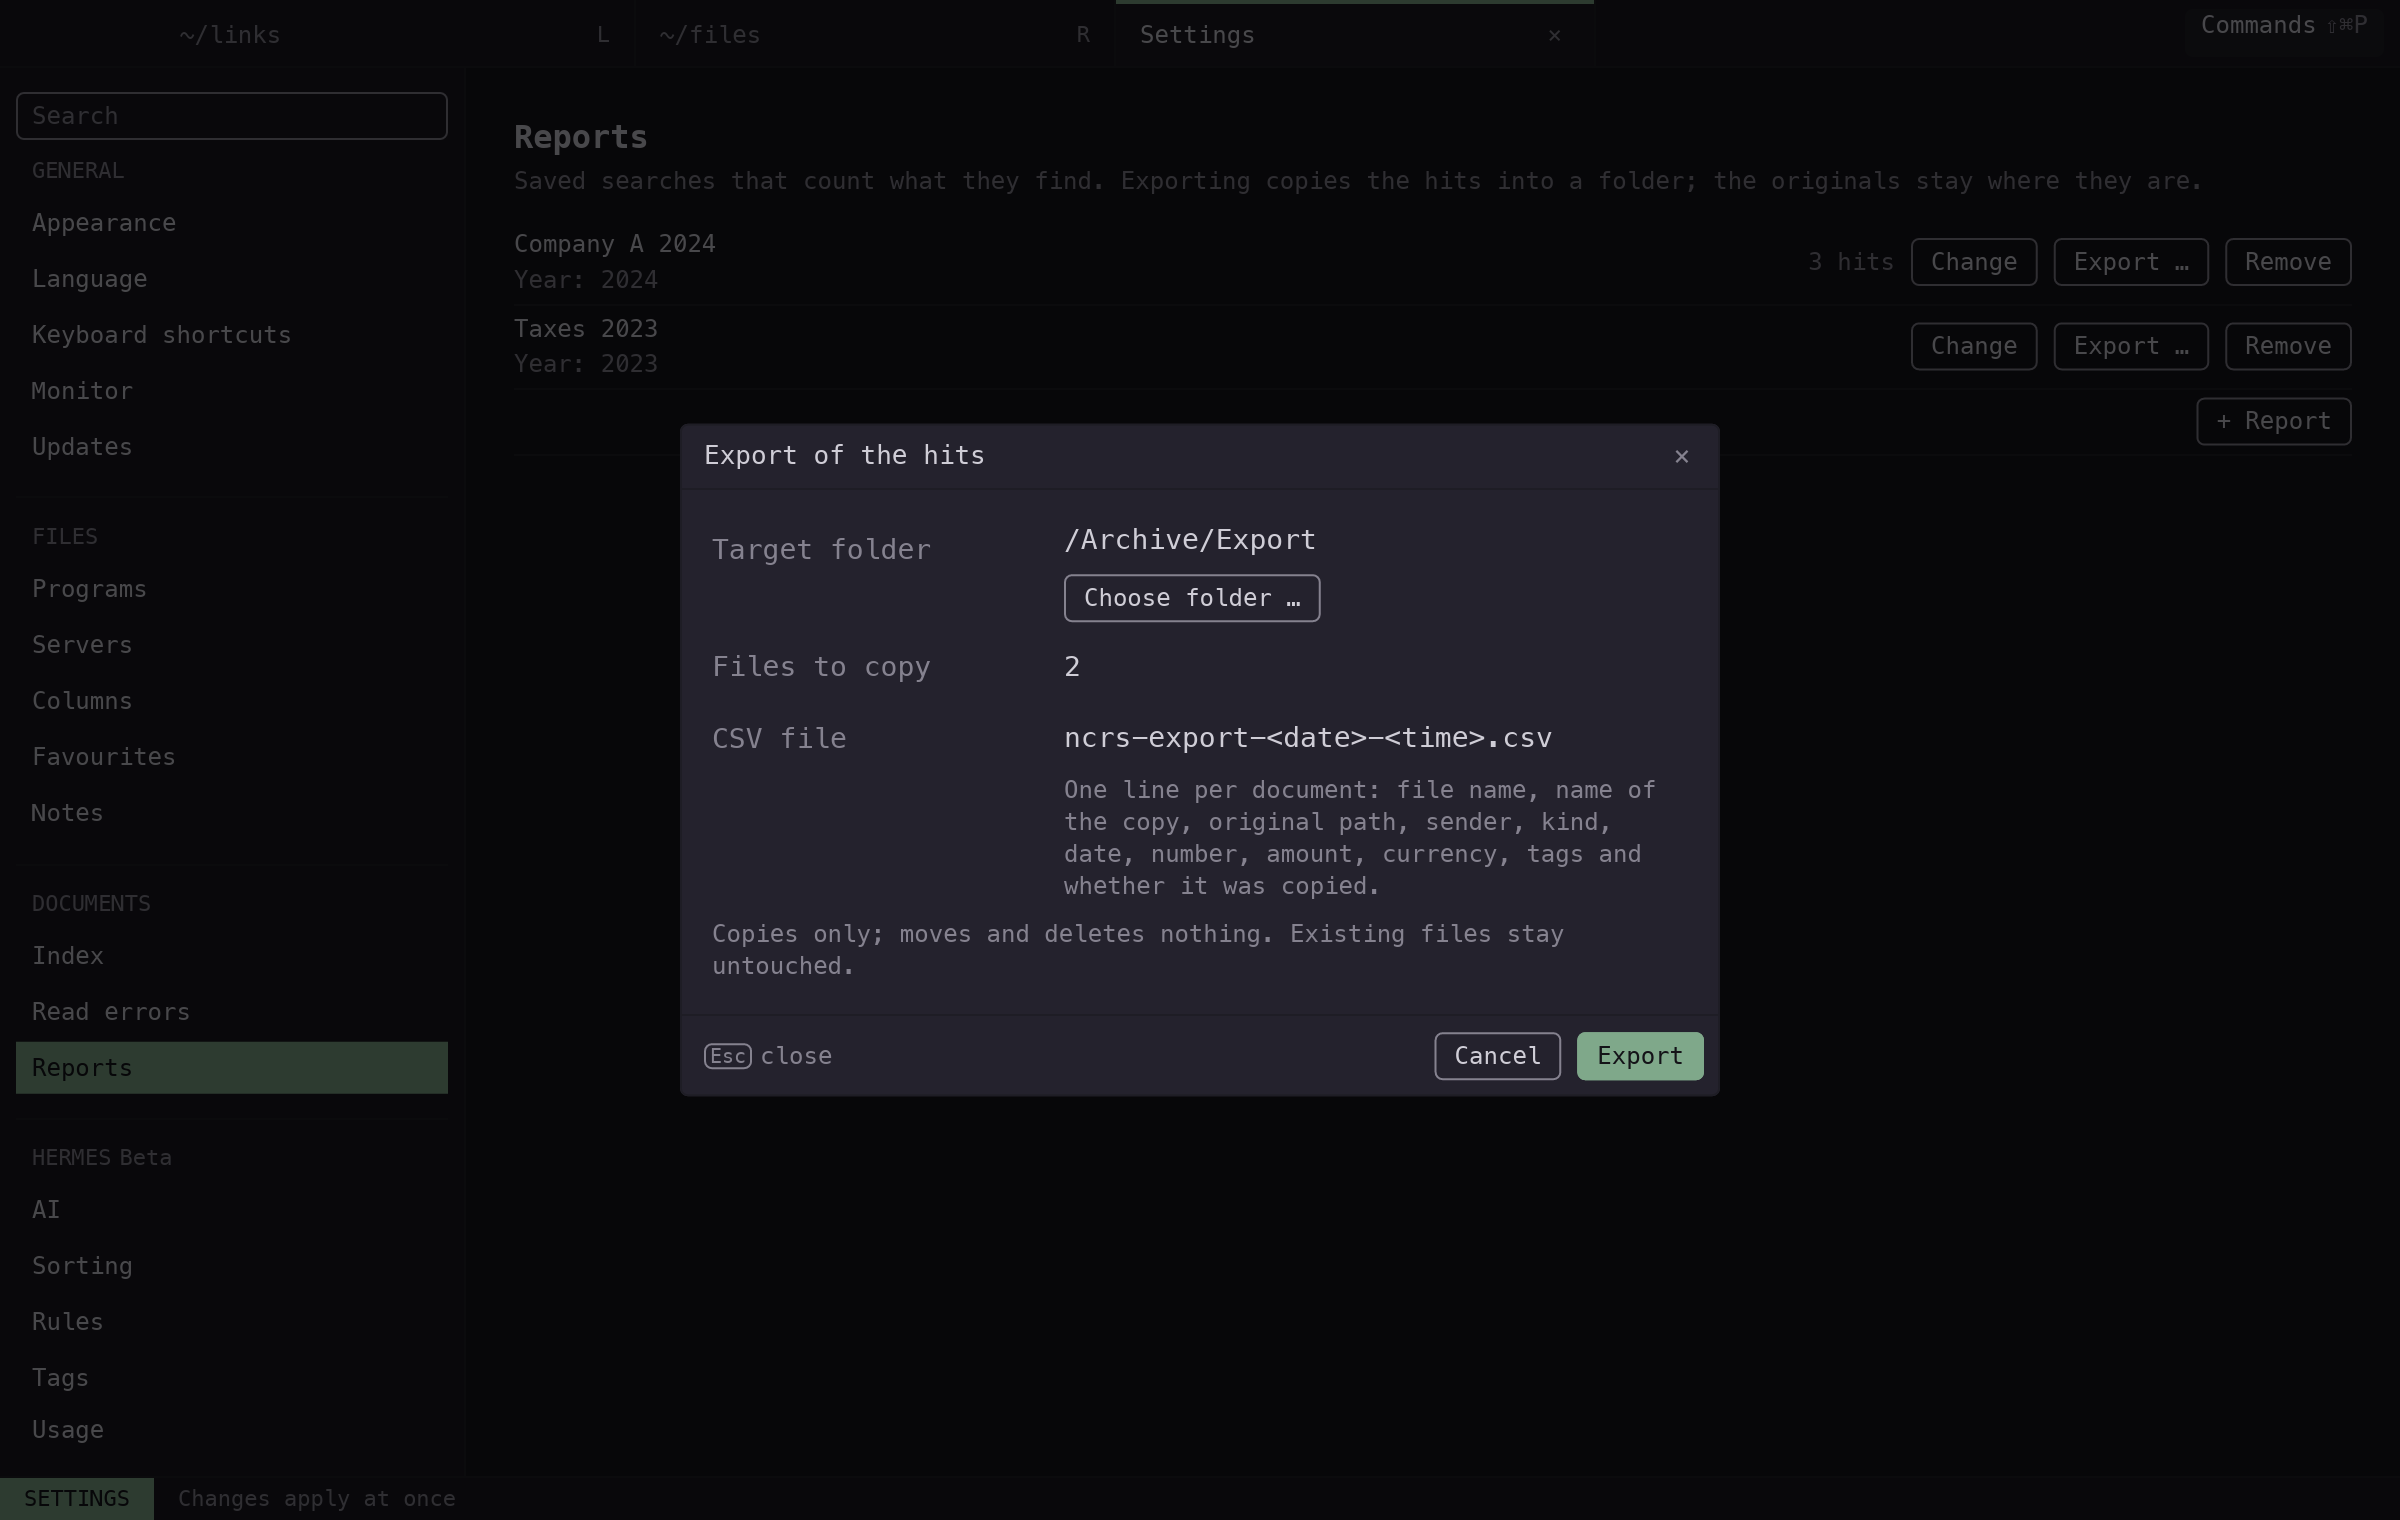 ~/links L ~/files R Settings × Commands ⇧⌘P
Search
GENERAL
Appearance
Language
Keyboard shortcuts
Monitor
Updates
FILES
Programs
Servers
Columns
Favourites
Notes
DOCUMENTS
Index
Read errors
Reports
HERMES Beta
AI
Sorting
Rules
Tags
Usage
Reports
Saved searches that count what they find. Exporting copies the hits into a folder; the originals stay where they are.
Company A 2024
Year: 2024
3 hits Change Export … Remove
Taxes 2023
Year: 2023
Change Export … Remove
+ Report
Export of the hits ×
Target folder /Archive/Export
Choose folder …
Files to copy 2
CSV file ncrs-export-<date>-<time>.csv
One line per document: file name, name of
the copy, original path, sender, kind,
date, number, amount, currency, tags and
whether it was copied.
Copies only; moves and deletes nothing. Existing files stay
untouched.
Esc close Cancel Export
SETTINGS Changes apply at once